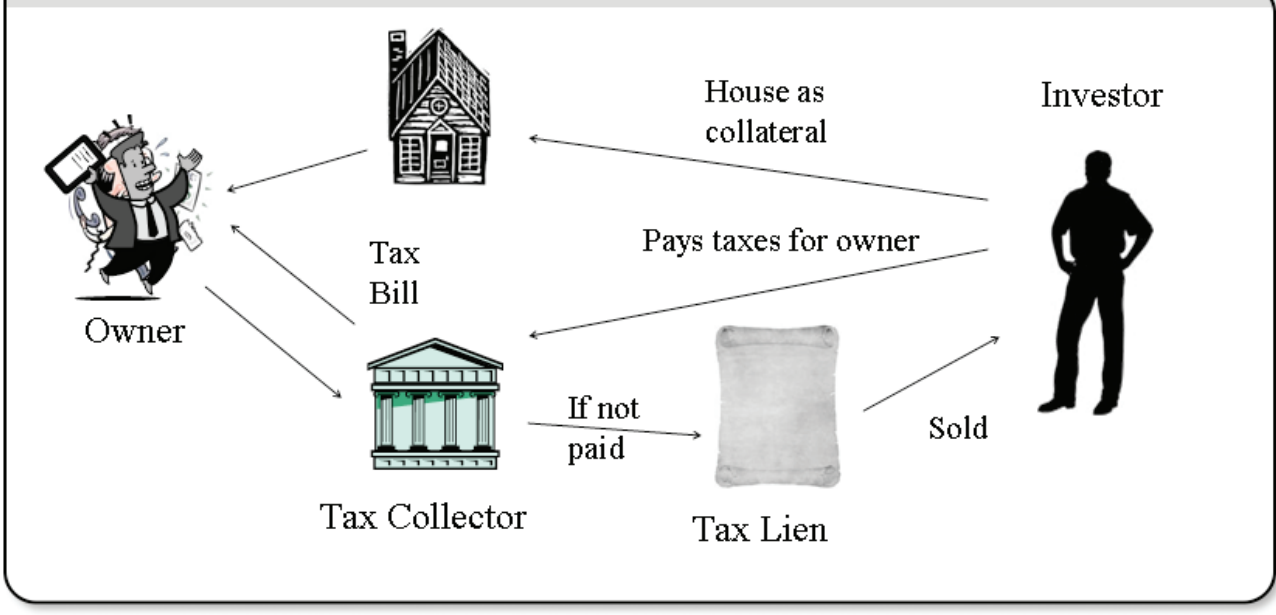 House as
collateral
Investor
Pays taxes for owner
Tax
Bill
Owner
If not
paid
Sold
Tax Collector
Tax Lien